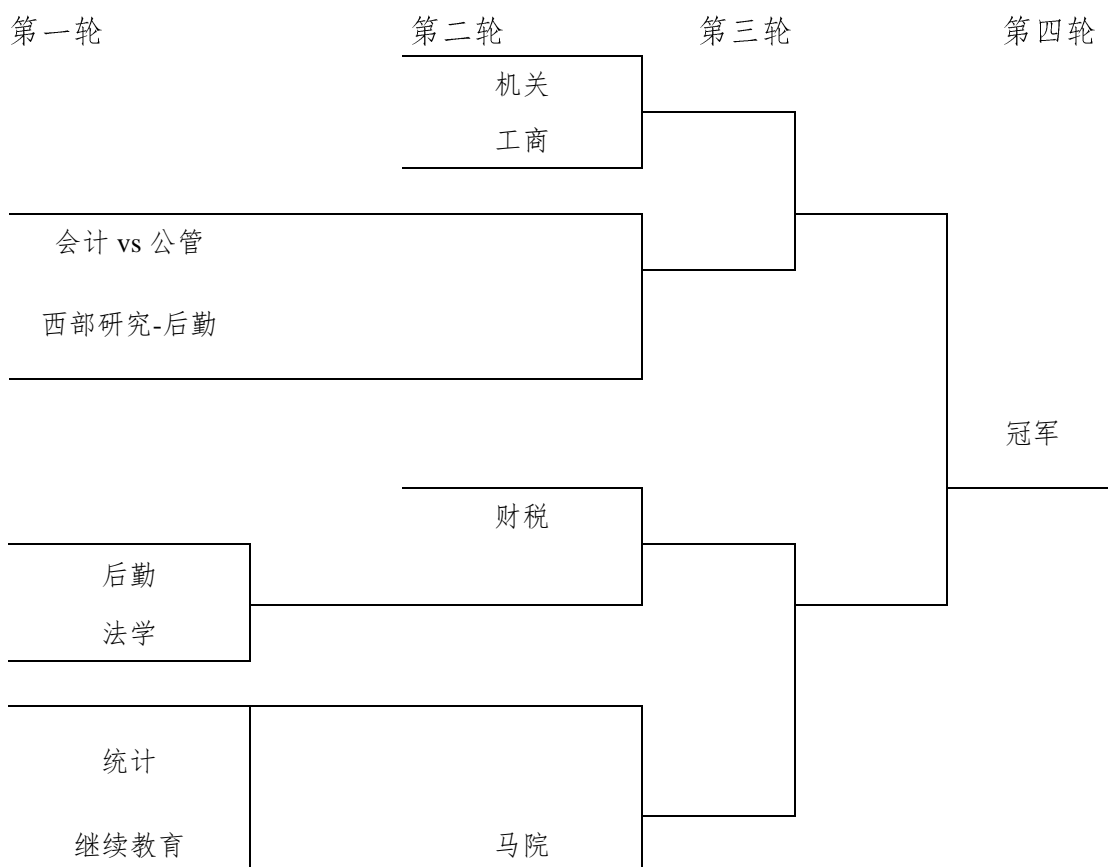 第一轮 第二轮 第三轮 第四轮
机关
工商
会计 vs 公管
西部研究-后勤
冠军
财税
后勤
法学
统计
继续教育 马院